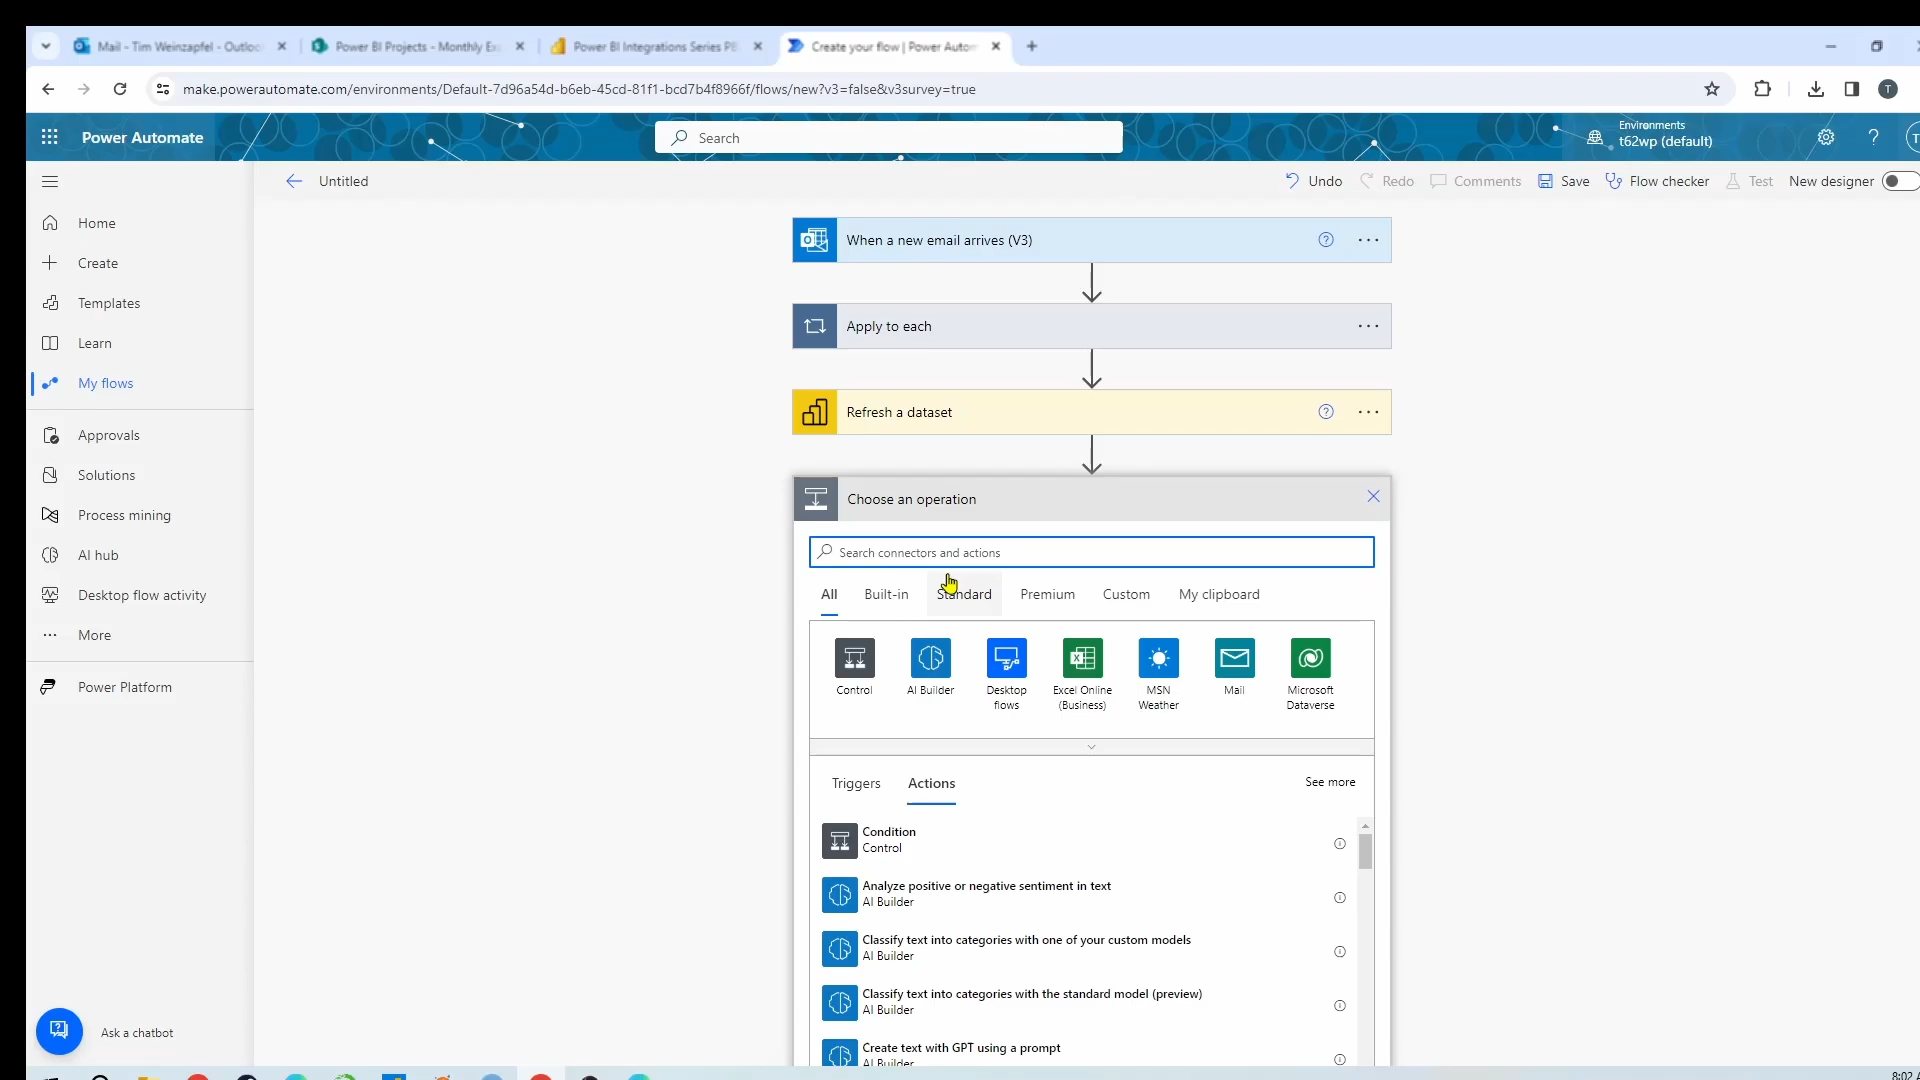 Mail - Tim Weinzapfel - Outloo
Power BI Projects - Monthly Ex
Power BI Integrations Series PB
Create your flow | Power Autom
make.powerautomate.com/environments/Default-7d96a54d-b6eb-45cd-81f1-bcd7b4f8966f/flows/new?v3=false&v3survey=true
T
Power Automate
Search
Environments
t62wp (default)
?
T
Untitled
Undo
Redo
Comments
Save
Flow checker
Test
New designer
Home
Create
Templates
Learn
My flows
Approvals
Solutions
Process mining
AI hub
Desktop flow activity
More
Power Platform
Ask a chatbot
When a new email arrives (V3)
Apply to each
Refresh a dataset
Choose an operation
Search connectors and actions
All Built-in Standard Premium Custom My clipboard
Control
AI Builder
Desktop
flows
Excel Online
(Business)
MSN
Weather
Mail
Microsoft
Dataverse
Triggers Actions See more
Condition
Control
Analyze positive or negative sentiment in text
AI Builder
Classify text into categories with one of your custom models
AI Builder
Classify text into categories with the standard model (preview)
AI Builder
Create text with GPT using a prompt
AI Builder
8:02 A